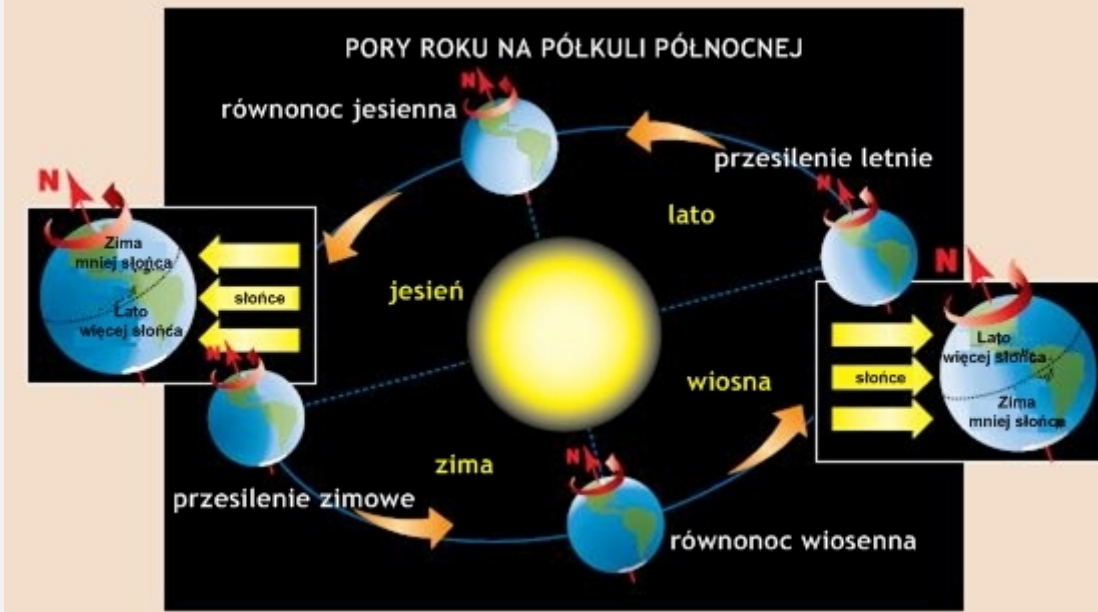 PORY ROKU NA PÓŁKULI PÓŁNOCNEJ
N
równonoc jesienna
N
przesilenie letnie
N
lato
N
Zima
mniej słońca
słońce
Lato
więcej słońca
jesień
N
Lato
więcej słońca
słońce
Zima
mniej słońca
wiosna
N
zima
N
przesilenie zimowe
równonoc wiosenna